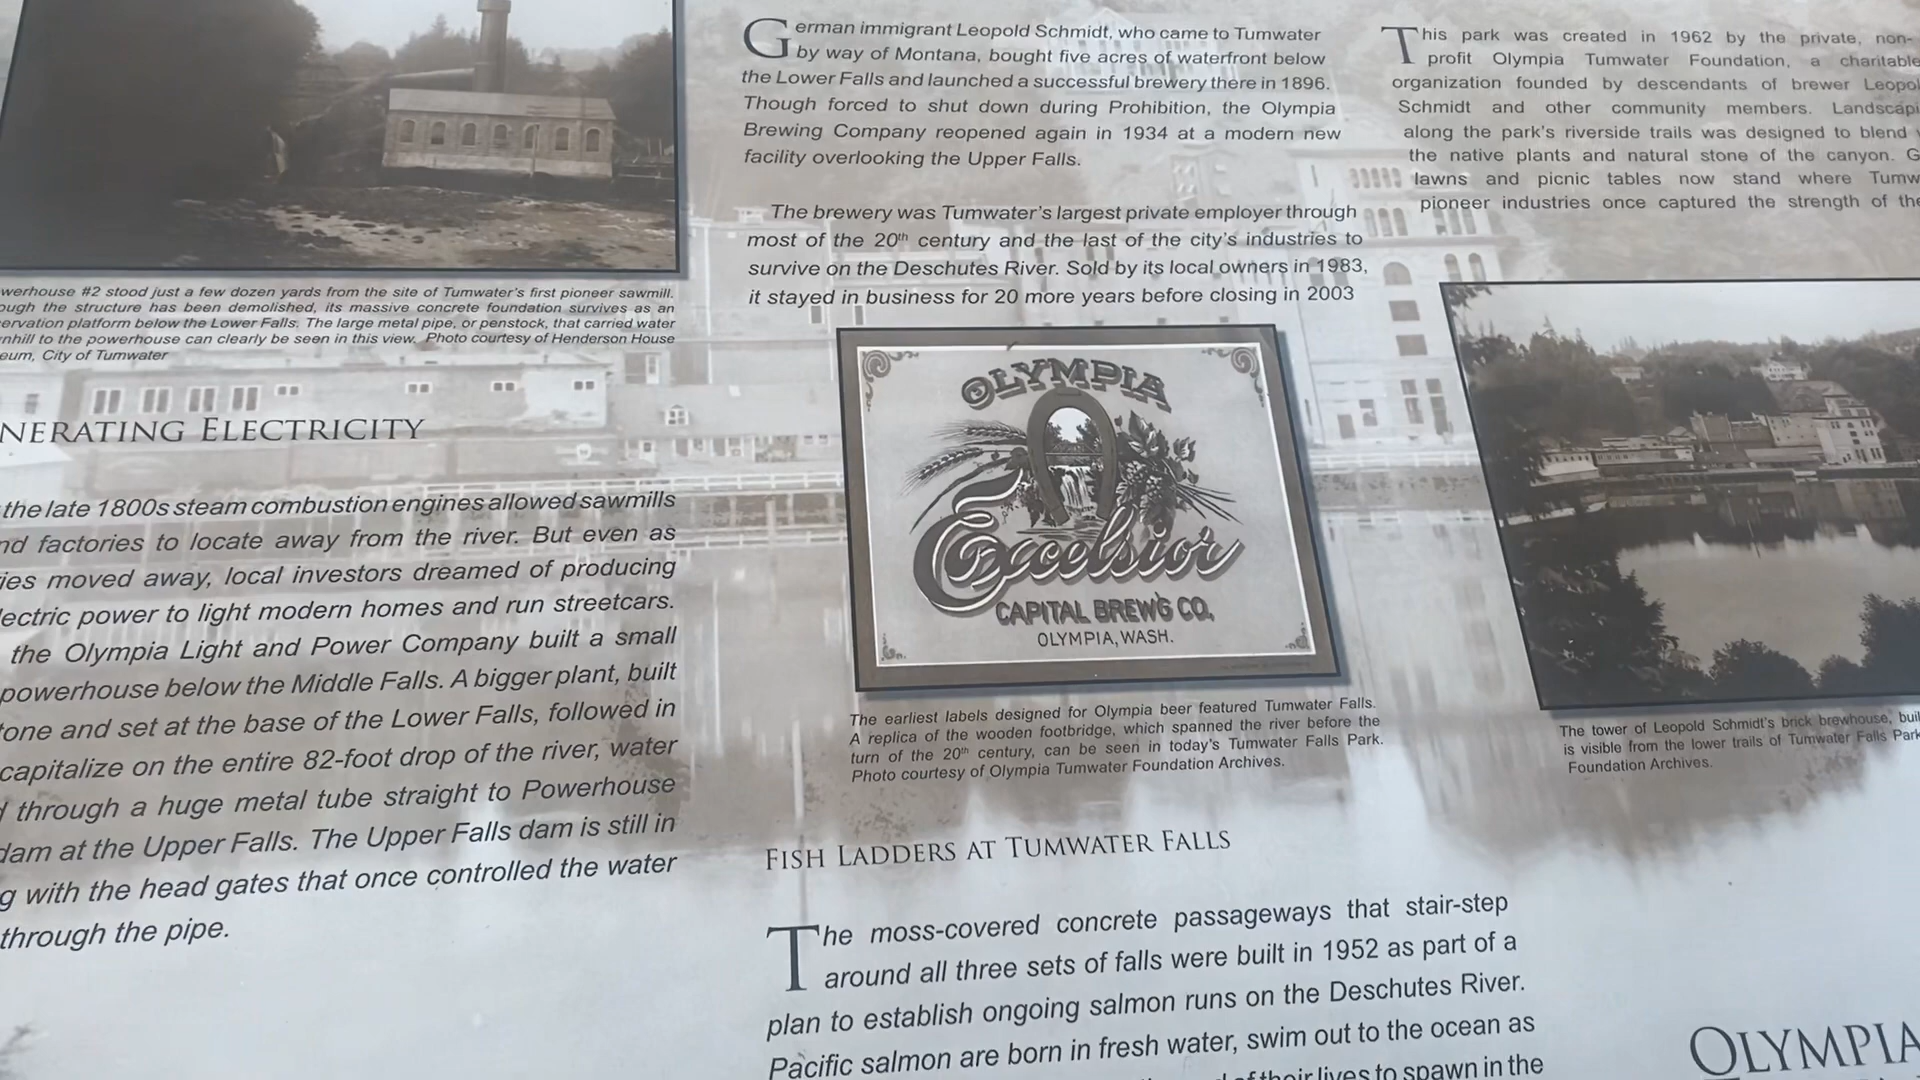 werhouse #2 stood just a few dozen yards from the site of Tumwater's first pioneer sawmill.
ough the structure has been demolished, its massive concrete foundation survives as an
ervation platform below the Lower Falls. The large metal pipe, or penstock, that carried water
nhill to the powerhouse can clearly be seen in this view. Photo courtesy of Henderson House
eum, City of Tumwater
NERATING ELECTRICITY
the late 1800s steam combustion engines allowed sawmills
nd factories to locate away from the river. But even as
ies moved away, local investors dreamed of producing
lectric power to light modern homes and run streetcars.
the Olympia Light and Power Company built a small
powerhouse below the Middle Falls. A bigger plant, built
tone and set at the base of the Lower Falls, followed in
capitalize on the entire 82-foot drop of the river, water
d through a huge metal tube straight to Powerhouse
dam at the Upper Falls. The Upper Falls dam is still in
g with the head gates that once controlled the water
through the pipe.
German immigrant Leopold Schmidt, who came to Tumwater
by way of Montana, bought five acres of waterfront below
the Lower Falls and launched a successful brewery there in 1896.
Though forced to shut down during Prohibition, the Olympia
Brewing Company reopened again in 1934 at a modern new
facility overlooking the Upper Falls.
The brewery was Tumwater's largest private employer through
most of the 20th century and the last of the city's industries to
survive on the Deschutes River. Sold by its local owners in 1983,
it stayed in business for 20 more years before closing in 2003
OLYMPIA
Excelsior
CAPITAL BREW'G CO,
OLYMPIA, WASH.
The earliest labels designed for Olympia beer featured Tumwater Falls.
A replica of the wooden footbridge, which spanned the river before the
turn of the 20th century, can be seen in today's Tumwater Falls Park.
Photo courtesy of Olympia Tumwater Foundation Archives.
FISH LADDERS AT TUMWATER FALLS
The moss-covered concrete passageways that stair-step
around all three sets of falls were built in 1952 as part of a
plan to establish ongoing salmon runs on the Deschutes River.
Pacific salmon are born in fresh water, swim out to the ocean as
of their lives to spawn in the
This park was created in 1962 by the private, non-
profit Olympia Tumwater Foundation, a charitable
organization founded by descendants of brewer Leopol
Schmidt and other community members. Landscapi
along the park's riverside trails was designed to blend
the native plants and natural stone of the canyon. G
lawns and picnic tables now stand where Tumw
pioneer industries once captured the strength of the
The tower of Leopold Schmidt's brick brewhouse, buil
is visible from the lower trails of Tumwater Falls Park
Foundation Archives.
OLYMPIA